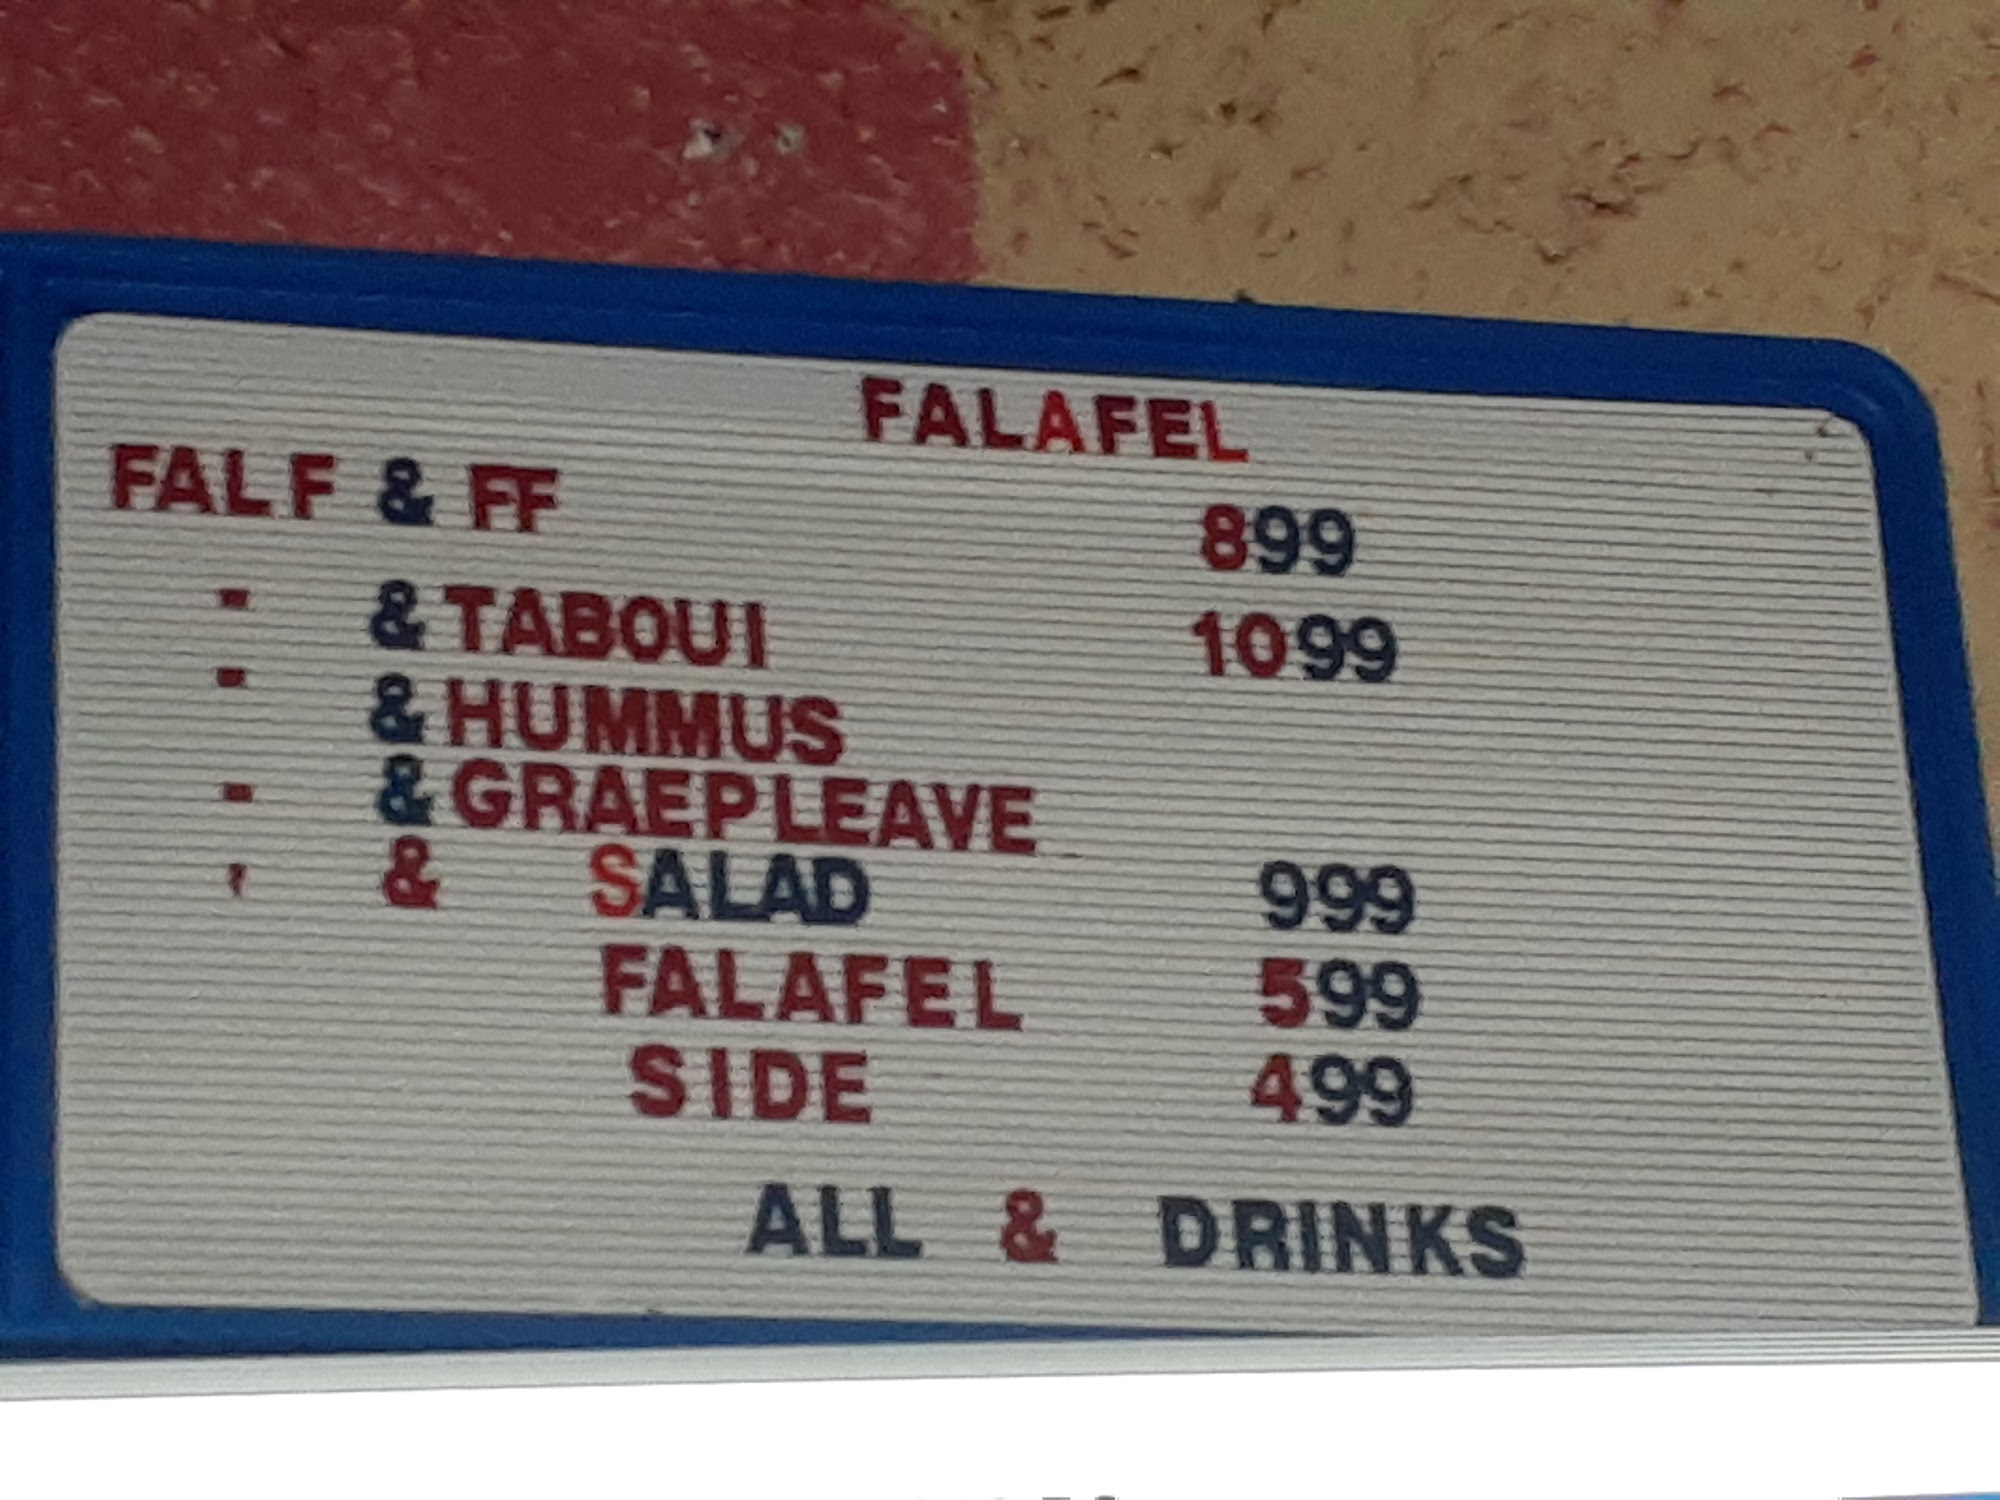 FALAFEL
FALF & FF 899
" & TABOUI 1099
" & HUMMUS
" & GRAEPLEAVE
' & SALAD 999
FALAFEL 599
SIDE 499
ALL & DRINKS